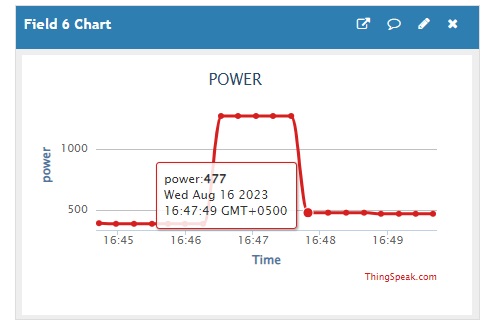 Field 6 Chart
POWER
power
1000
500
power:477
Wed Aug 16 2023
16:47:49 GMT+0500
16:45
16:46
16:47
16:48
16:49
Time
ThingSpeak.com